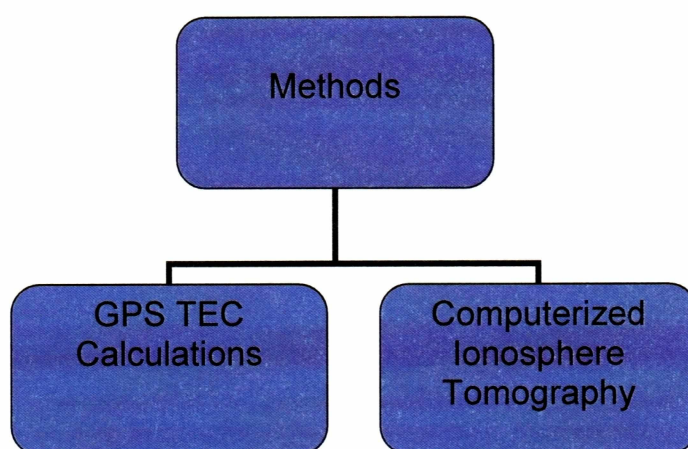 Methods
GPS TEC
Calculations
Computerized
Ionosphere
Tomography